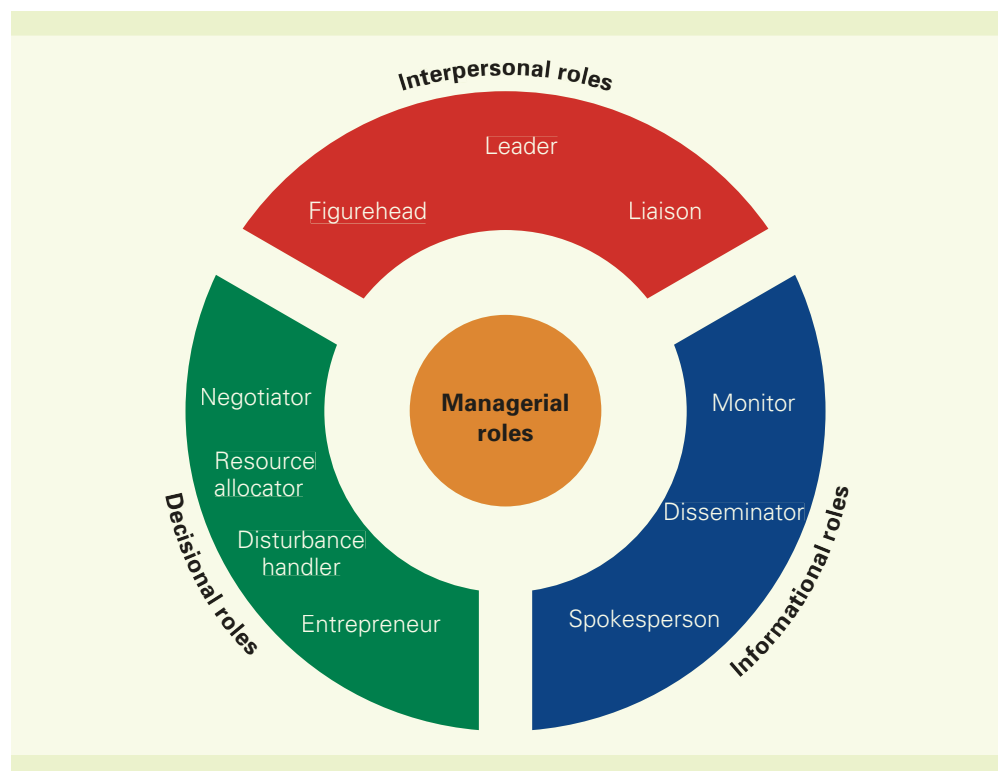 Interpersonal roles
Leader
Figurehead
Liaison
Managerial
roles
Negotiator
Resource
allocator
Disturbance
handler
Entrepreneur
Decisional roles
Monitor
Disseminator
Spokesperson
Informational roles